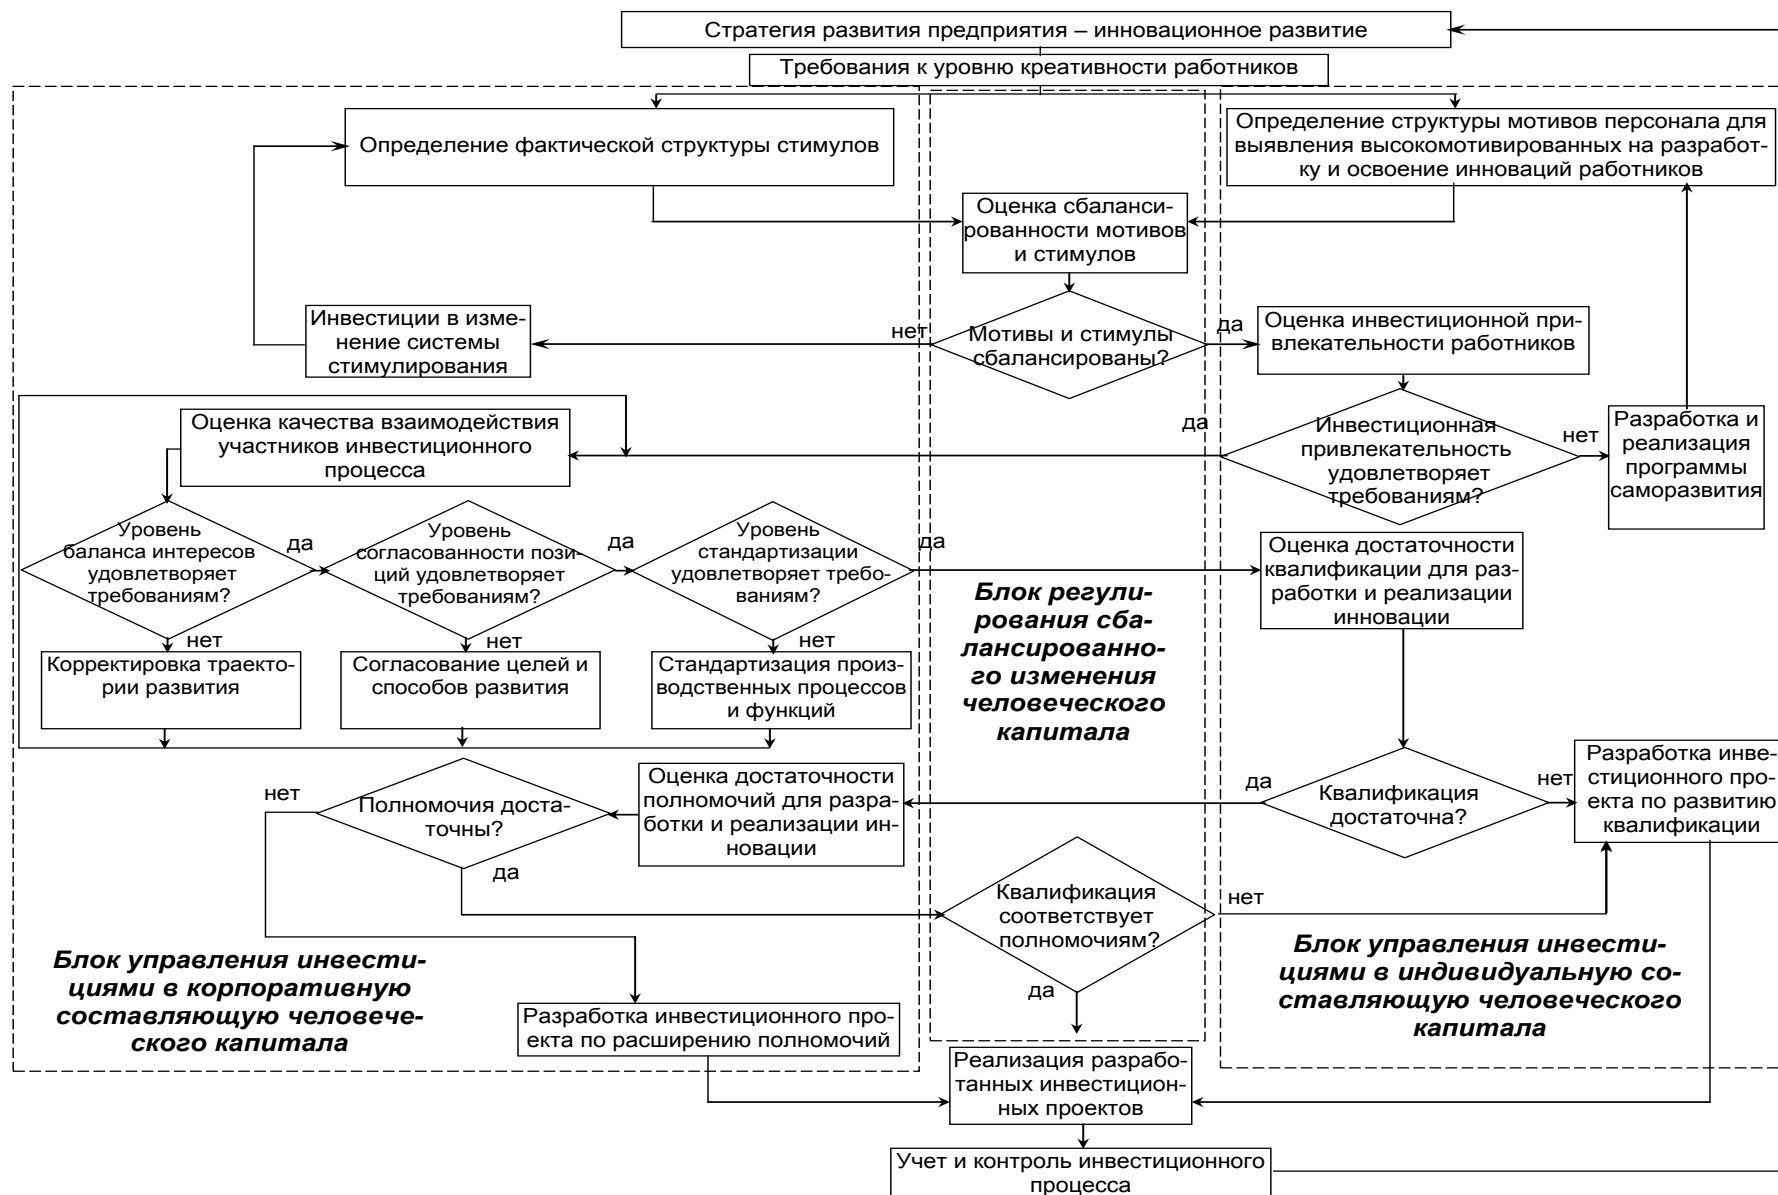 Стратегия развития предприятия – инновационное развитие
Требования к уровню креативности работников
Определение фактической структуры стимулов
Определение структуры мотивов персонала для
выявления высокомотивированных на разработ-
ку и освоение инноваций работников
Оценка сбаланси-
рованности мотивов
и стимулов
Инвестиции в изме-
нение системы
стимулирования
нет
Мотивы и стимулы
сбалансированы?
да
Оценка инвестиционной при-
влекательности работников
Оценка качества взаимодействия
участников инвестиционного
процесса
да
Инвестиционная
привлекательность
удовлетворяет
требованиям?
нет
Разработка и
реализация
программы
саморазвития
Уровень
баланса интересов
удовлетворяет
требованиям?
да
Уровень
согласованности пози-
ций удовлетворяет
требованиям?
да
Уровень
стандартизации
удовлетворяет требо-
ваниям?
да
Оценка достаточности
квалификации для раз-
работки и реализации
инновации
нет
нет
нет
Корректировка траекто-
рии развития
Согласование целей и
способов развития
Стандартизация произ-
водственных процессов
и функций
Блок регули-
рования сба-
лансированно-
го изменения
человеческого
капитала
нет
Полномочия доста-
точны?
да
Оценка достаточности
полномочий для разра-
ботки и реализации ин-
новации
да
Квалификация
достаточна?
нет
Разработка инве-
стиционного про-
екта по развитию
квалификации
Квалификация
соответствует
полномочиям?
нет
да
Блок управления инвести-
циями в корпоративную
составляющую человече-
ского капитала
Блок управления инвести-
циями в индивидуальную со-
ставляющую человеческого
капитала
Разработка инвестиционного про-
екта по расширению полномочий
Реализация разрабо-
танных инвестицион-
ных проектов
Учет и контроль инвестиционного
процесса